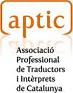 aptic
Associació
Professional
de Traductors
i Intèrprets
de Catalunya